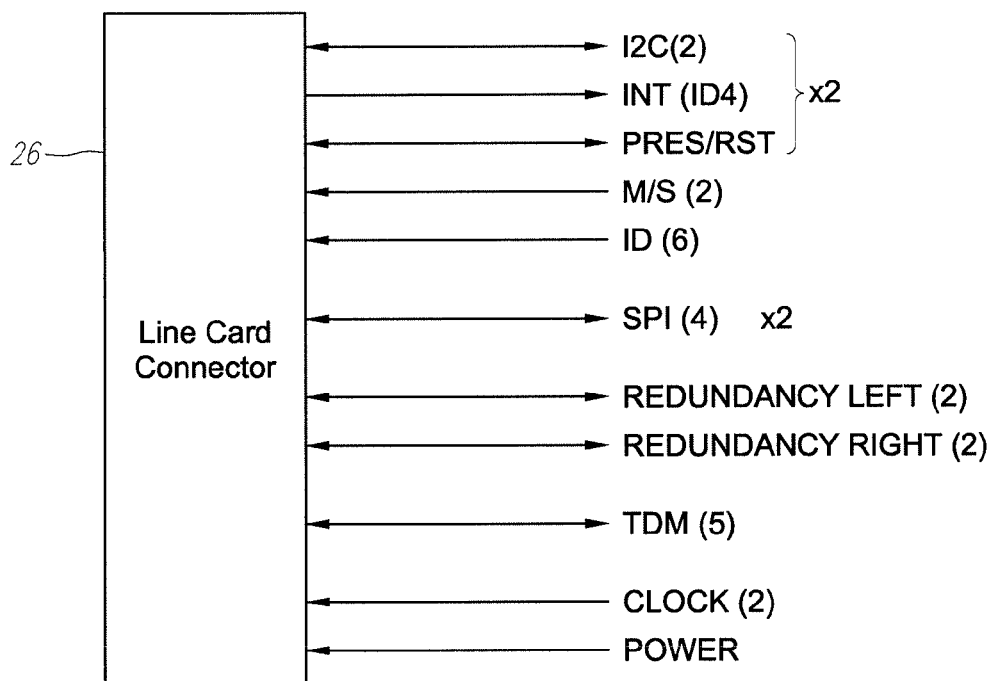 I2C(2)
INT (ID4)
x2
PRES/RST
26
M/S (2)
ID (6)
Line Card
Connector
SPI (4) x2
REDUNDANCY LEFT (2)
REDUNDANCY RIGHT (2)
TDM (5)
CLOCK (2)
POWER